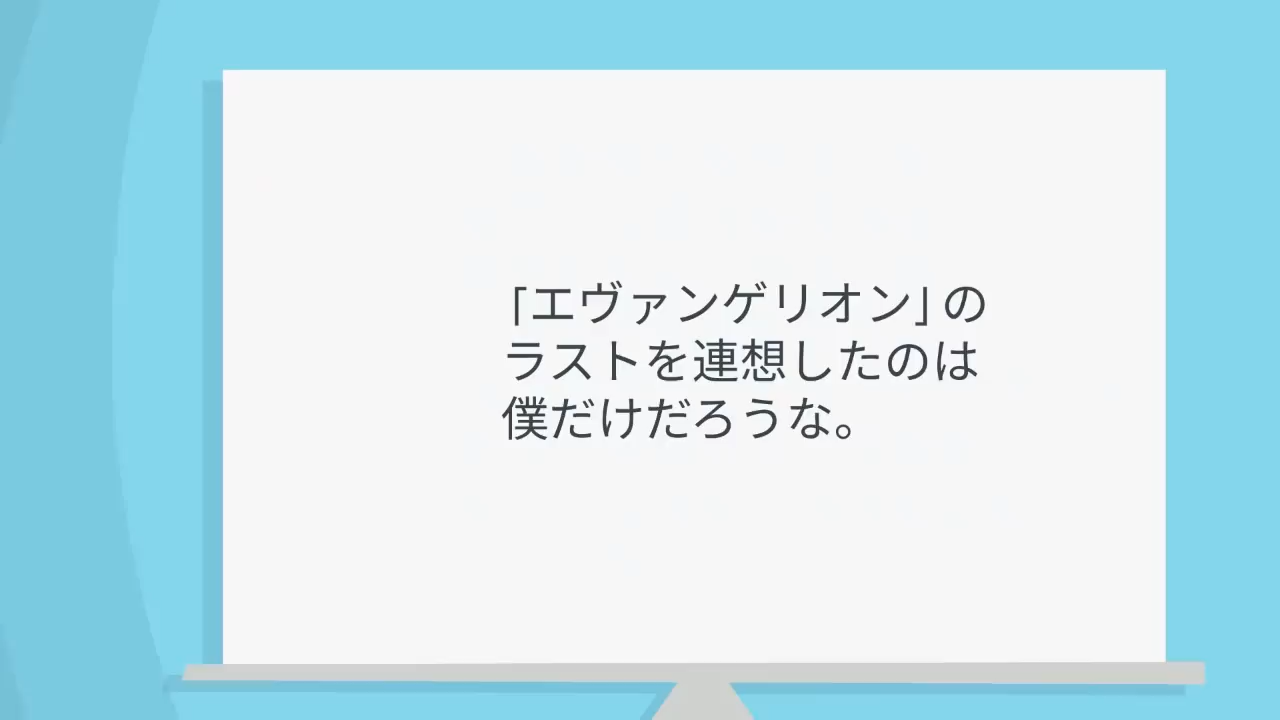 「エヴァンゲリオン」の
ラストを連想したのは
僕だけだろうな。